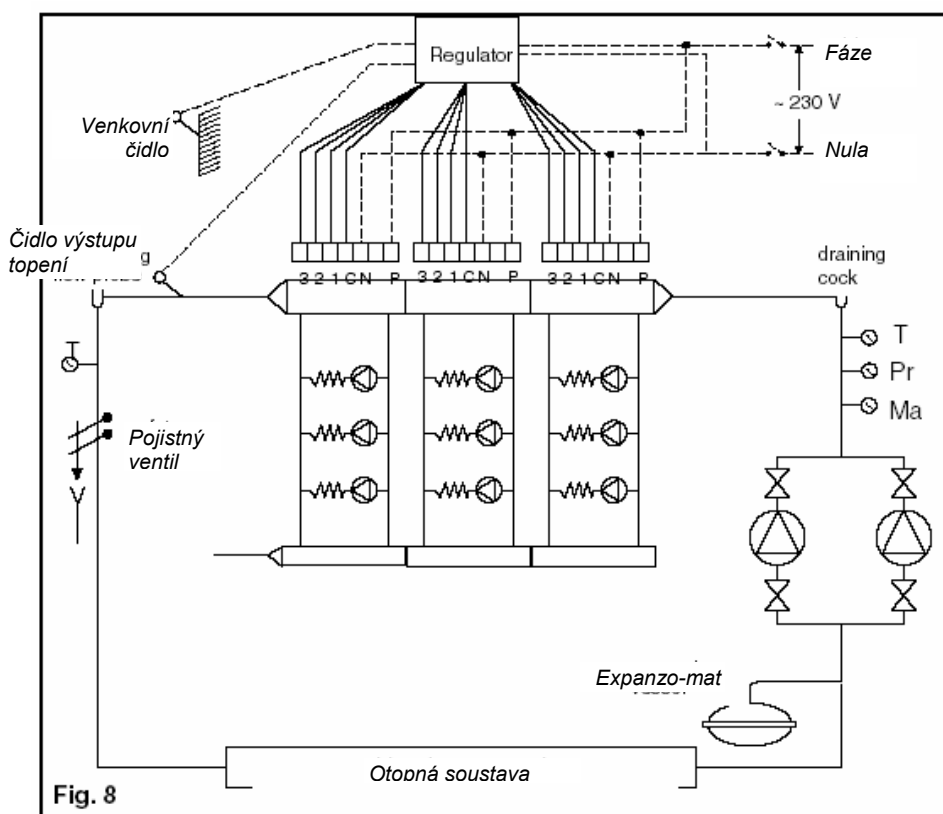 Regulator
Fáze
~ 230 V
Nula
Venkovní
čidlo
Čidlo výstupu
topení
g
3 2 1 C N P
3 2 1 C N P
3 2 1 C N P
draining
cock
T
T
Pr
Ma
Pojistný
ventil
Expanzo-mat
Otopná soustava
Fig. 8